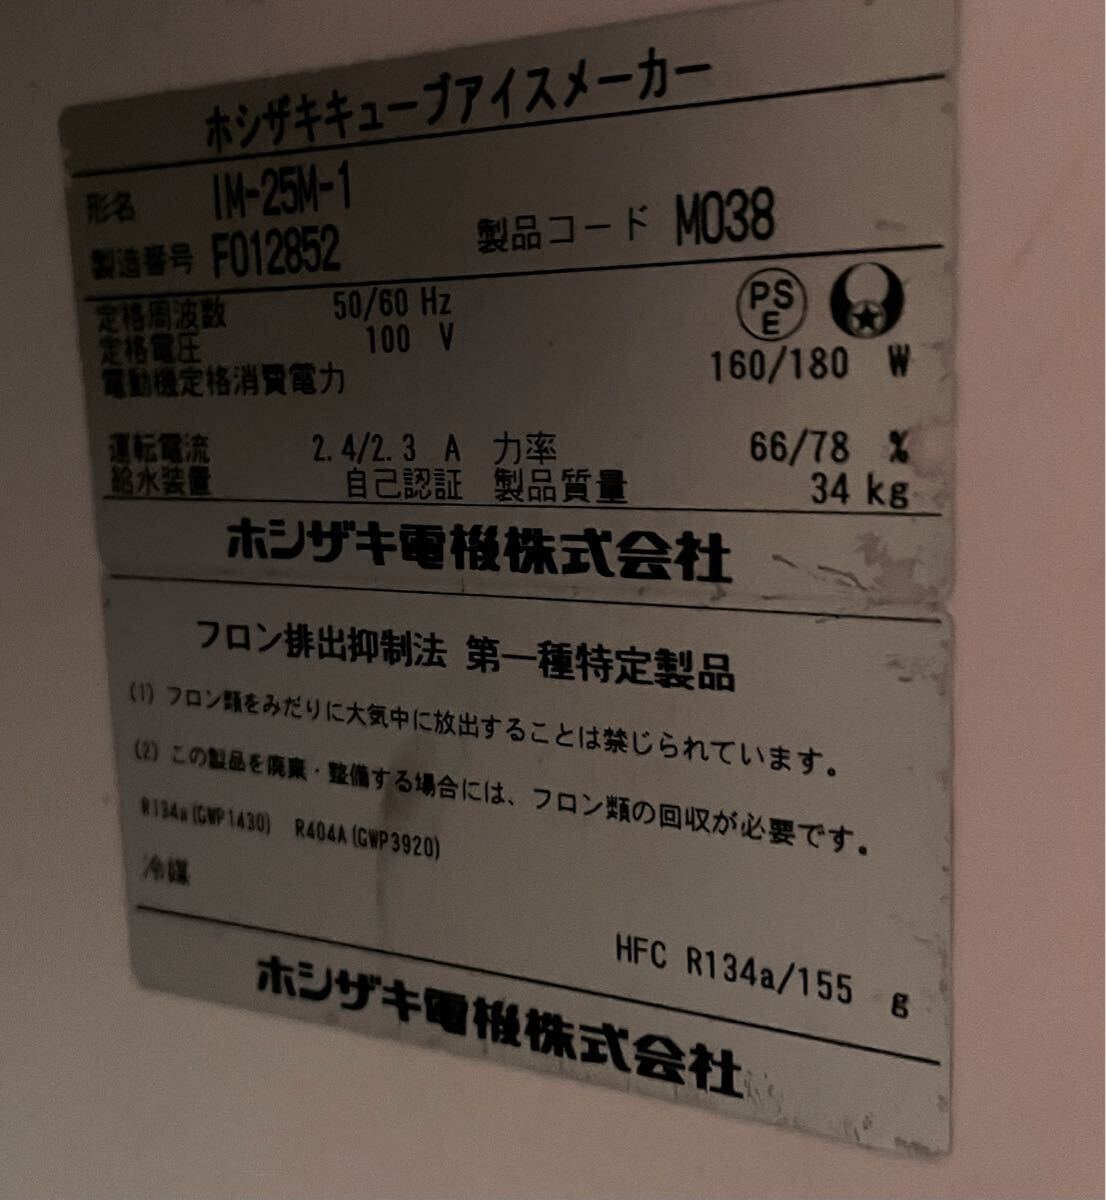 ホシザキキューブアイスメーカー
形名 IM-25M-1
製造番号 F012852 製品コード M038
定格周波数 50/60 Hz
定格電圧 100 V
PS
E
電動機定格消費電力 160/180 W
運転電流 2.4/2.3 A 力率 66/78 %
給水装置 自己認証 製品質量 34 kg
ホシザキ電機株式会社
フロン排出抑制法 第一種特定製品
(1) フロン類をみだりに大気中に放出することは禁じられています。
(2) この製品を廃棄・整備する場合には、フロン類の回収が必要です。
R134a(GWP1430) R404A(GWP3920)
冷媒
HFC R134a/155 g
ホシザキ電機株式会社